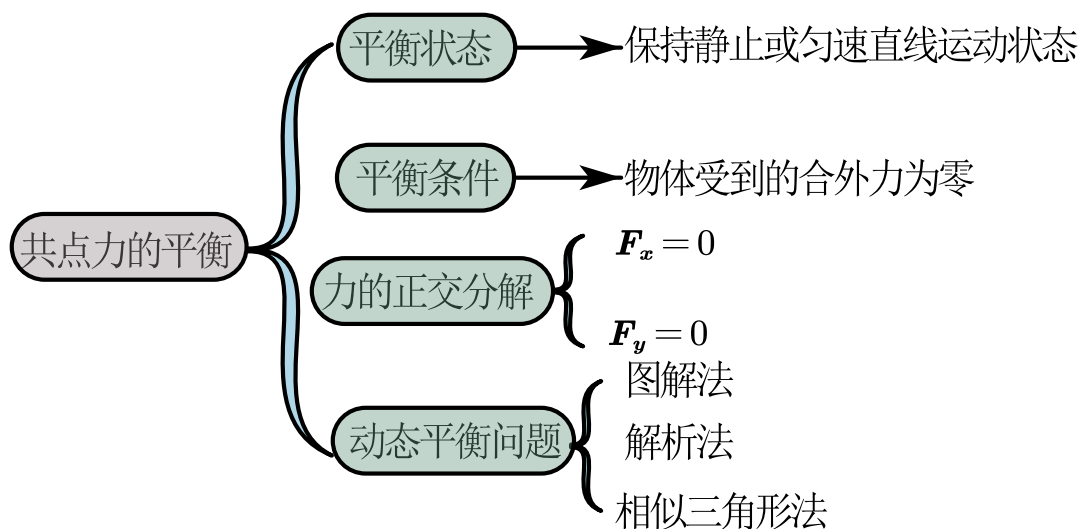 共点力的平衡
平衡状态
保持静止或匀速直线运动状态
平衡条件
物体受到的合外力为零
力的正交分解
Fₓ = 0
F_y = 0
动态平衡问题
图解法
解析法
相似三角形法